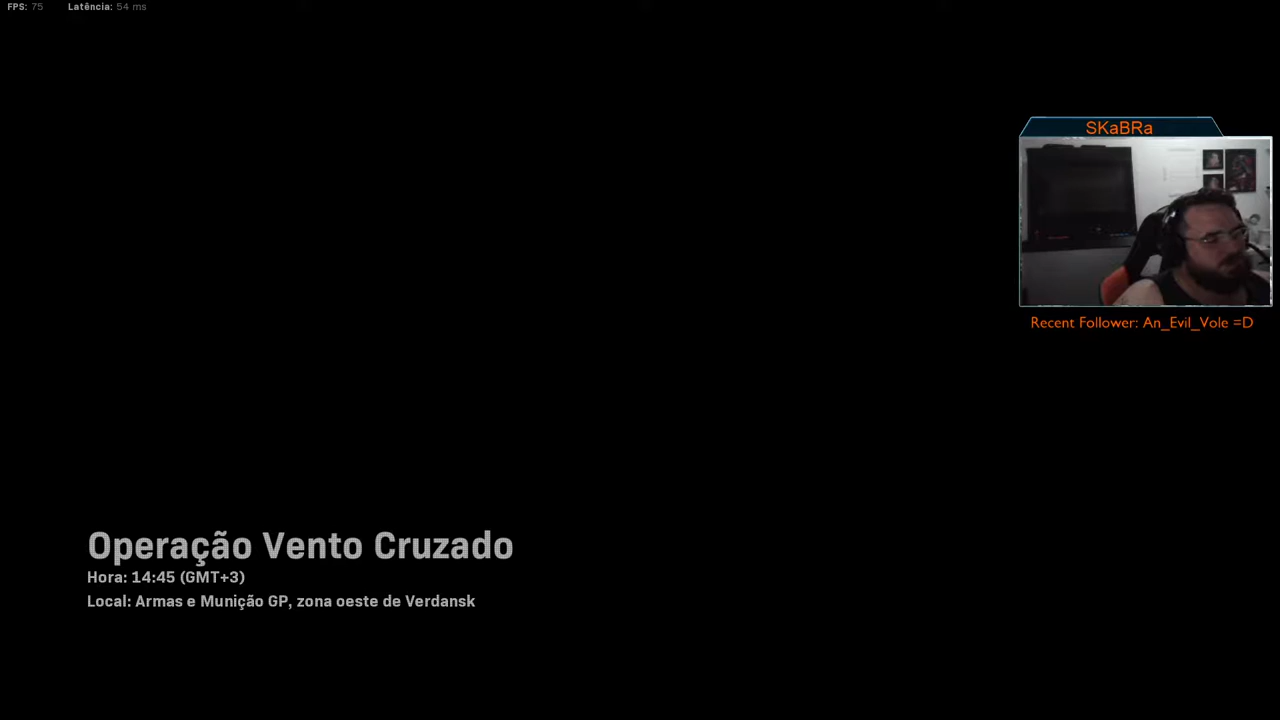 FPS: 75 Latência: 54 ms
SKaBRa
Recent Follower: An_Evil_Vole =D
Operação Vento Cruzado
Hora: 14:45 (GMT+3)
Local: Armas e Munição GP, zona oeste de Verdansk